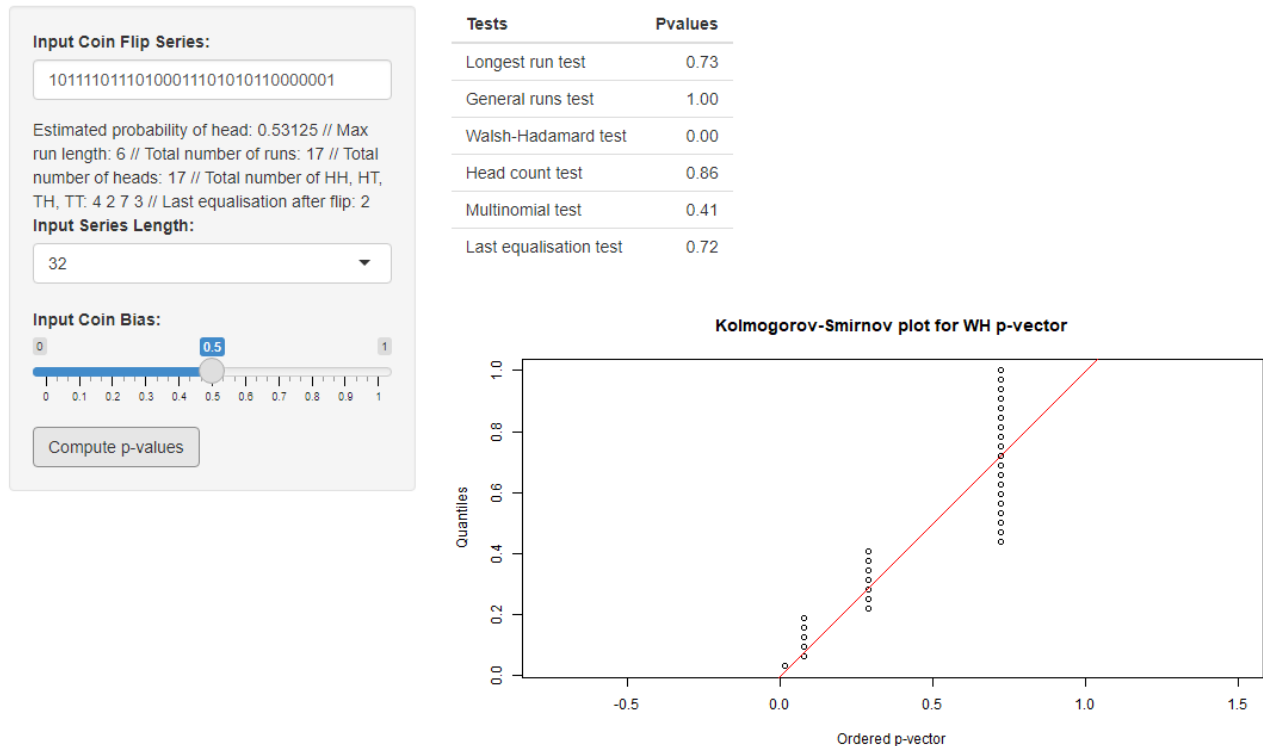 Input Coin Flip Series:
10111101110100011101010110000001
Estimated probability of head: 0.53125 // Max
run length: 6 // Total number of runs: 17 // Total
number of heads: 17 // Total number of HH, HT,
TH, TT: 4 2 7 3 // Last equalisation after flip: 2
Input Series Length:
32
Input Coin Bias:
0 0.5 1
0 0.1 0.2 0.3 0.4 0.5 0.6 0.7 0.8 0.9 1
Compute p-values
Tests Pvalues
Longest run test 0.73
General runs test 1.00
Walsh-Hadamard test 0.00
Head count test 0.86
Multinomial test 0.41
Last equalisation test 0.72
Kolmogorov-Smirnov plot for WH p-vector
Quantiles
1.0
0.8
0.6
0.4
0.2
0.0
-0.5 0.0 0.5 1.0 1.5
Ordered p-vector